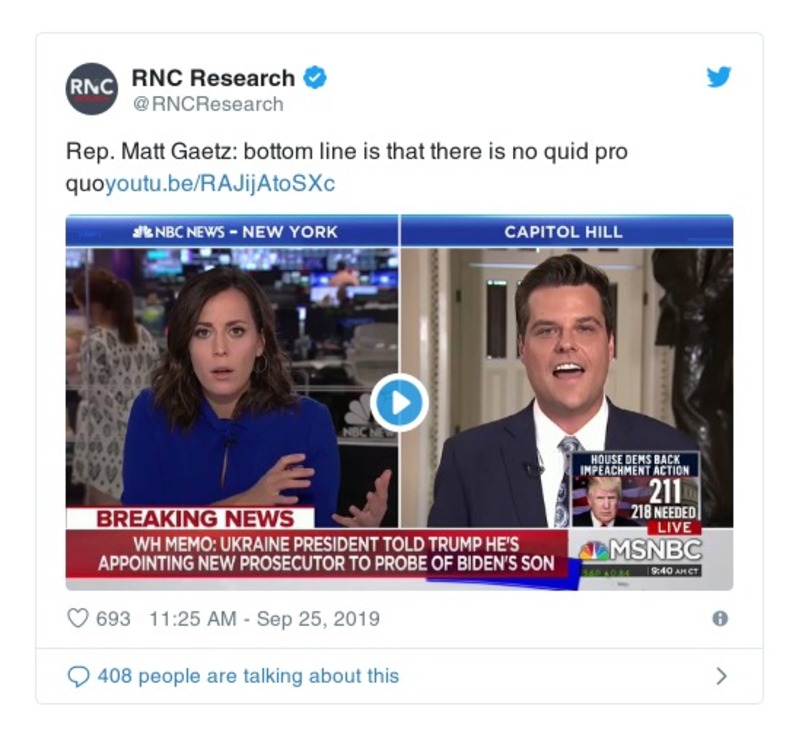 RNC
RNC Research
@RNCResearch
Rep. Matt Gaetz: bottom line is that there is no quid pro
quoyoutu.be/RAJijAtoSXc
NBC NEWS - NEW YORK
CAPITOL HILL
NBC NEW
HOUSE DEMS BACK
IMPEACHMENT ACTION
211
218 NEEDED
LIVE
BREAKING NEWS
WH MEMO: UKRAINE PRESIDENT TOLD TRUMP HE'S
APPOINTING NEW PROSECUTOR TO PROBE OF BIDEN'S SON
MSNBC
9:40 AM CT
693 11:25 AM - Sep 25, 2019
408 people are talking about this